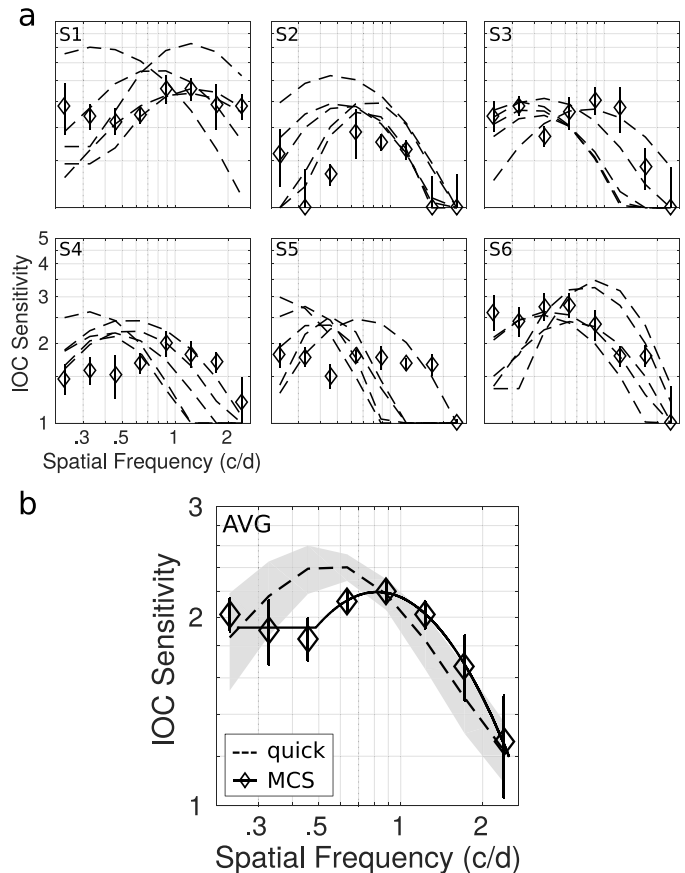 a
S1
S2
S3
S4
S5
S6
5
4
3
2
1
IOC Sensitivity
.3
.5
1
2
Spatial Frequency (c/d)
b
AVG
3
2
1
IOC Sensitivity
quick
MCS
.3
.5
1
2
Spatial Frequency (c/d)